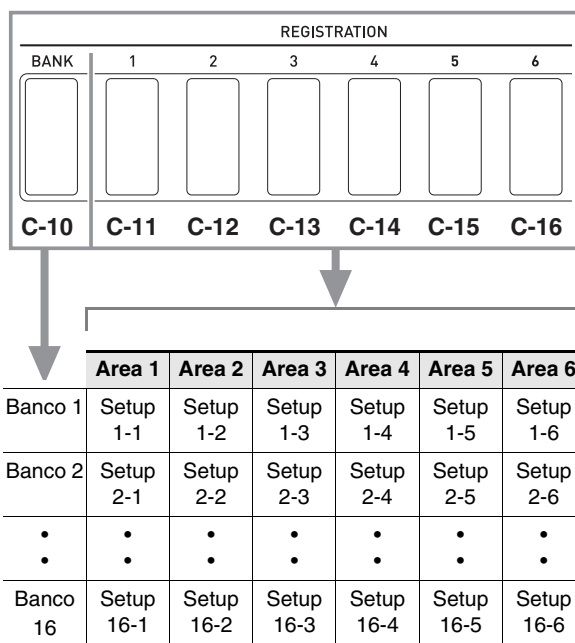 REGISTRATION
BANK 1 2 3 4 5 6
C-10 C-11 C-12 C-13 C-14 C-15 C-16
Area 1 Area 2 Area 3 Area 4 Area 5 Area 6
Banco 1 Setup Setup Setup Setup Setup Setup
1-1 1-2 1-3 1-4 1-5 1-6
Banco 2 Setup Setup Setup Setup Setup Setup
2-1 2-2 2-3 2-4 2-5 2-6
• • • • • • •
• • • • • • •
Banco Setup Setup Setup Setup Setup Setup
16 16-1 16-2 16-3 16-4 16-5 16-6